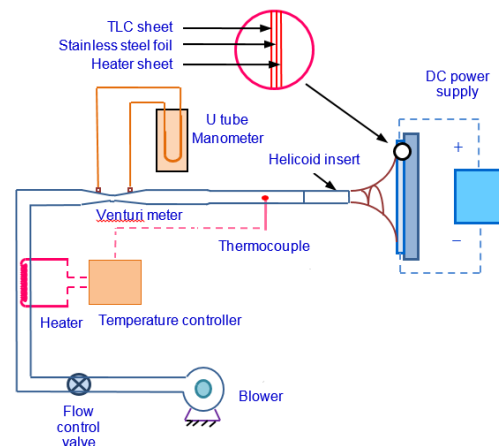 TLC sheet
Stainless steel foil
Heater sheet
DC power
supply
U tube
Manometer
+
Helicoid insert
Venturi meter
–
Thermocouple
Heater
Temperature controller
Blower
Flow
control
valve